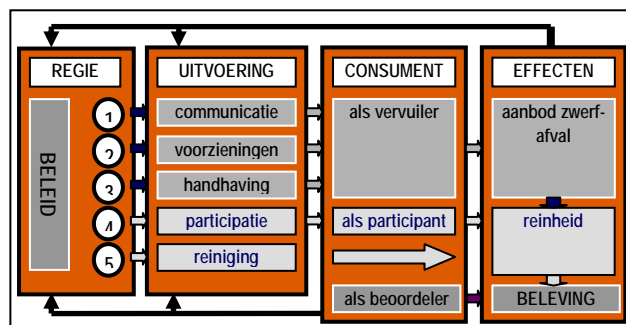 REGIE
UITVOERING
CONSUMENT
EFFECTEN
BELEID
1
communicatie
als vervuiler
aanbod zwerf-
afval
2
voorzieningen
3
handhaving
4
participatie
als participant
reinheid
5
reiniging
als beoordeler
BELEVING